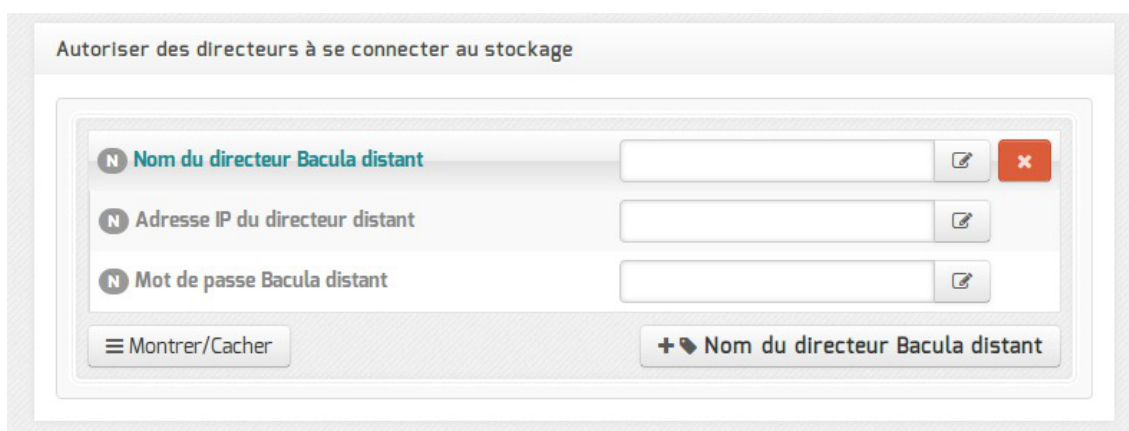 Autoriser des directeurs à se connecter au stockage
N Nom du directeur Bacula distant
N Adresse IP du directeur distant
N Mot de passe Bacula distant
Montrer/Cacher
Nom du directeur Bacula distant